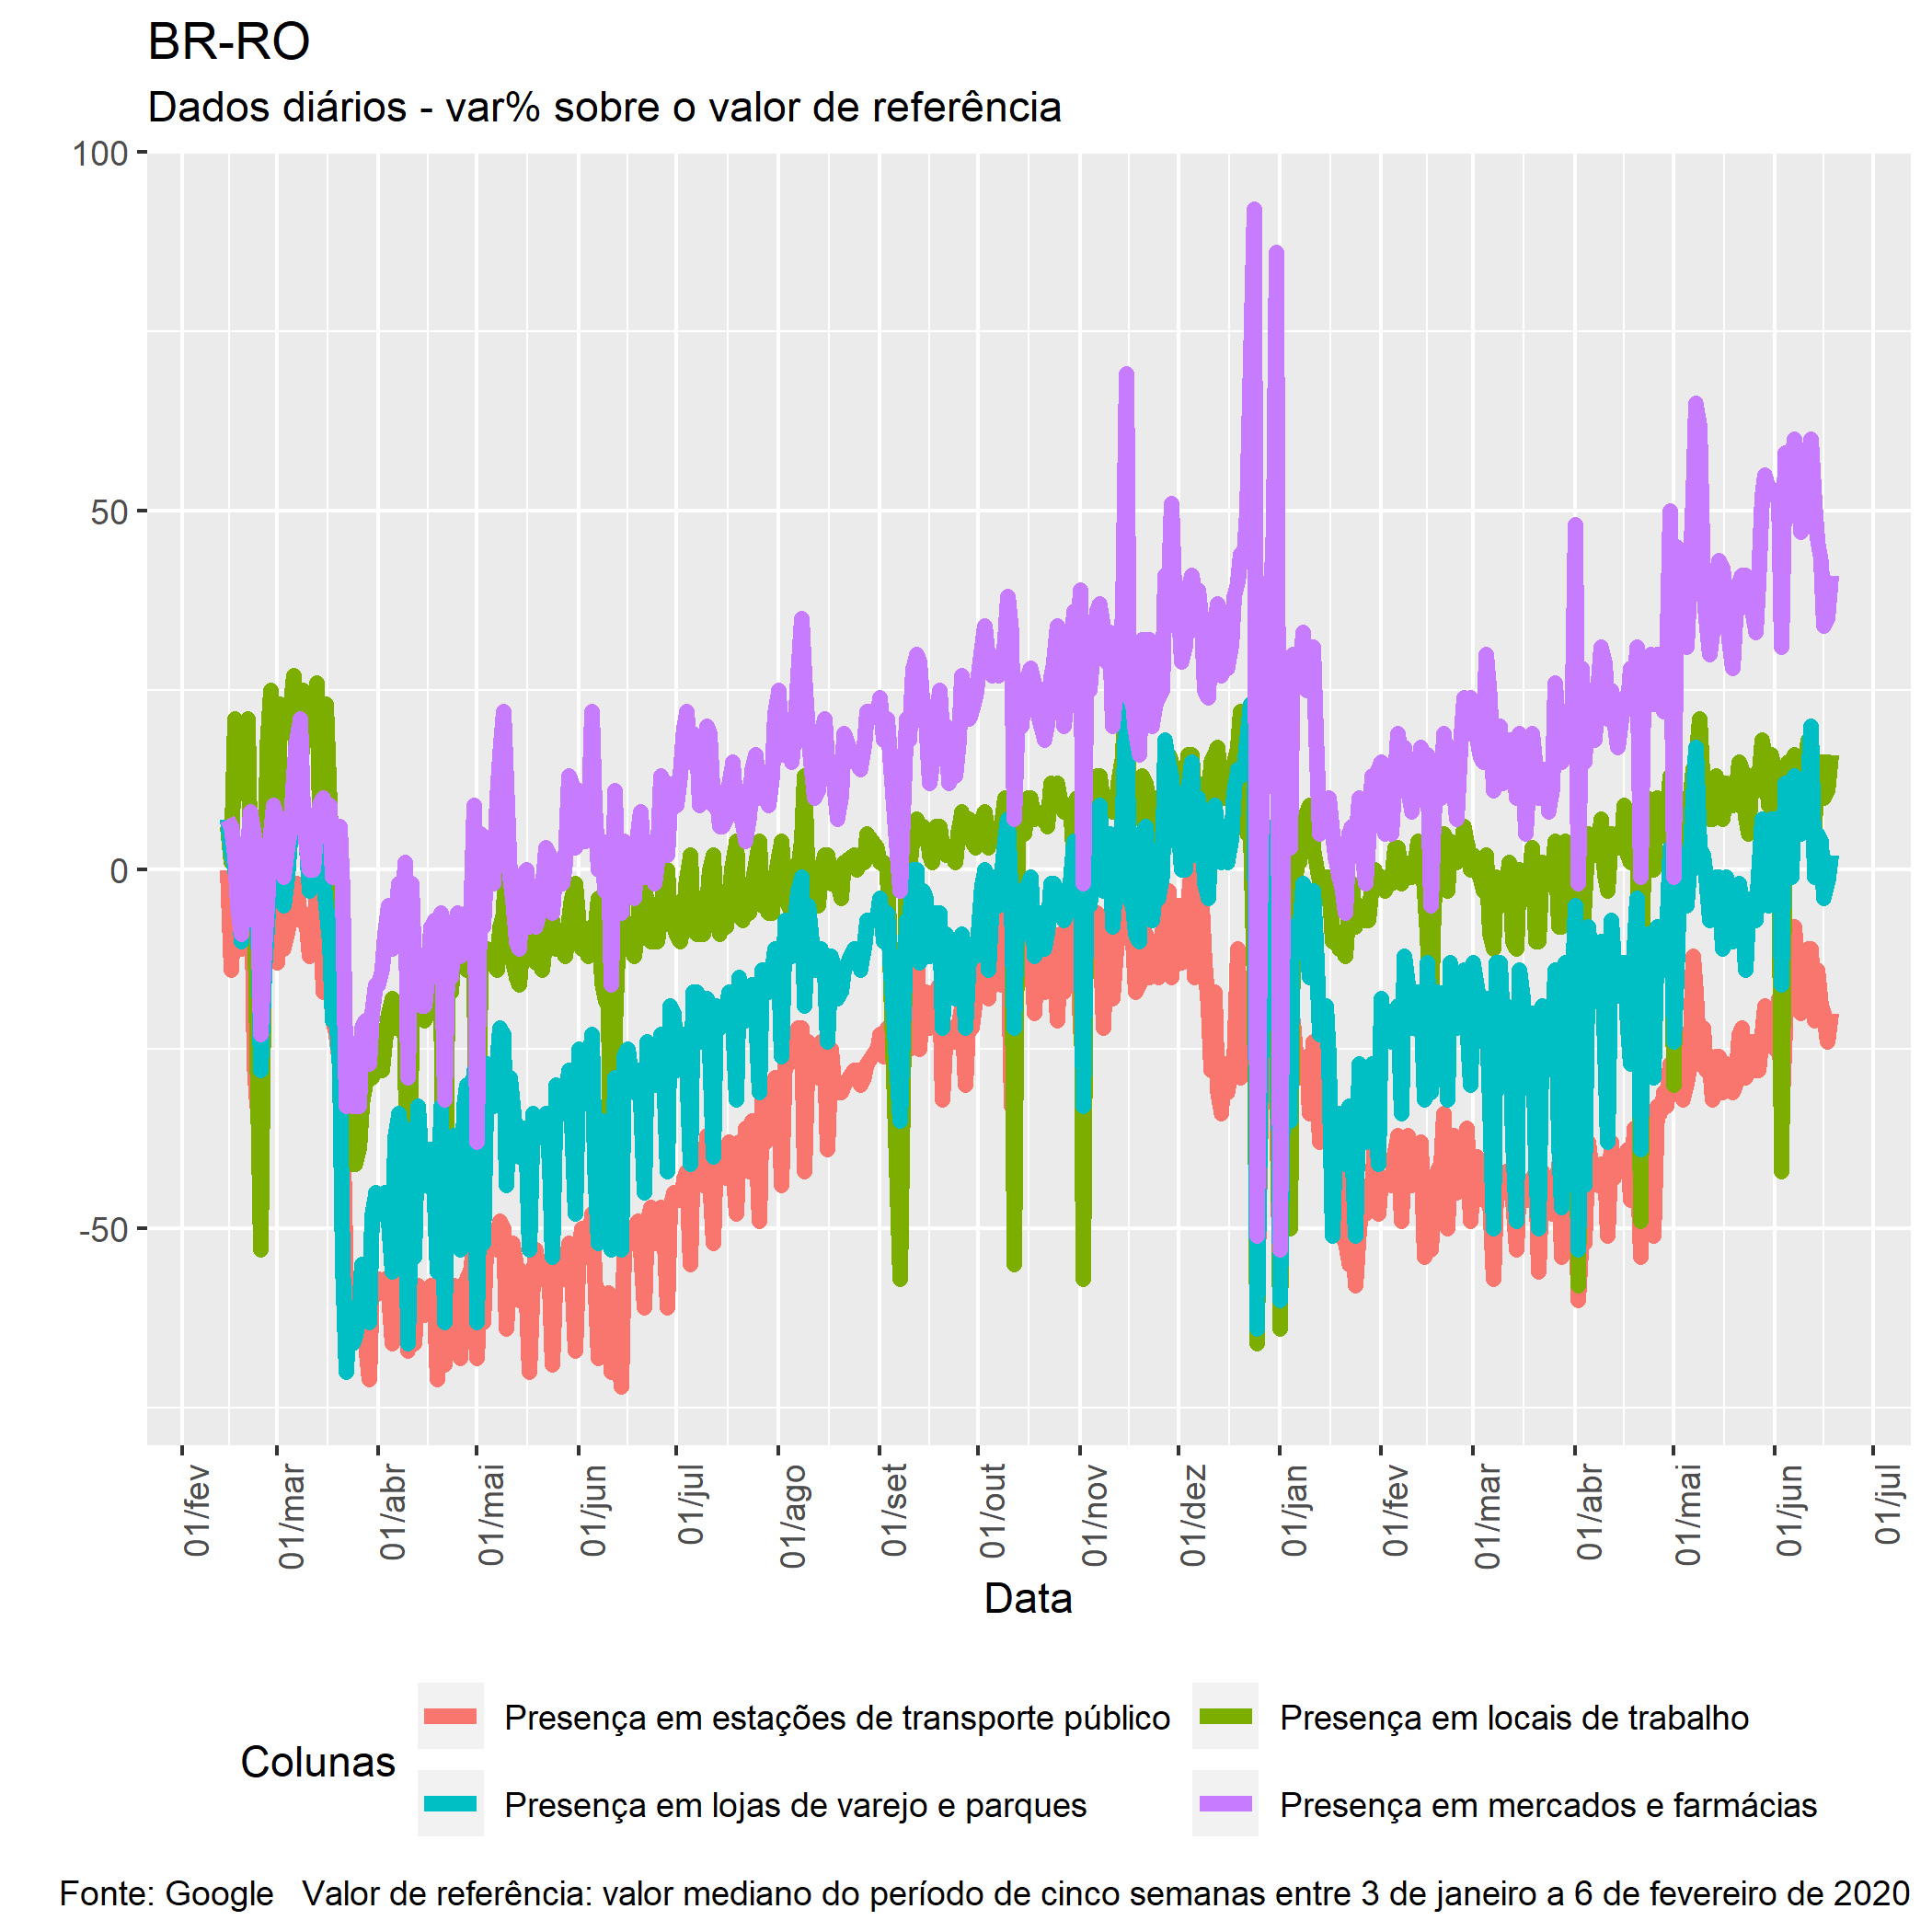 BR-RO
Dados diários - var% sobre o valor de referência
100
50
0
-50
01/fev
01/mar
01/abr
01/mai
01/jun
01/jul
01/ago
01/set
01/out
01/nov
01/dez
01/jan
01/fev
01/mar
01/abr
01/mai
01/jun
01/jul
Data
Colunas
Presença em estações de transporte público
Presença em locais de trabalho
Presença em lojas de varejo e parques
Presença em mercados e farmácias
Fonte: Google   Valor de referência: valor mediano do período de cinco semanas entre 3 de janeiro a 6 de fevereiro de 2020